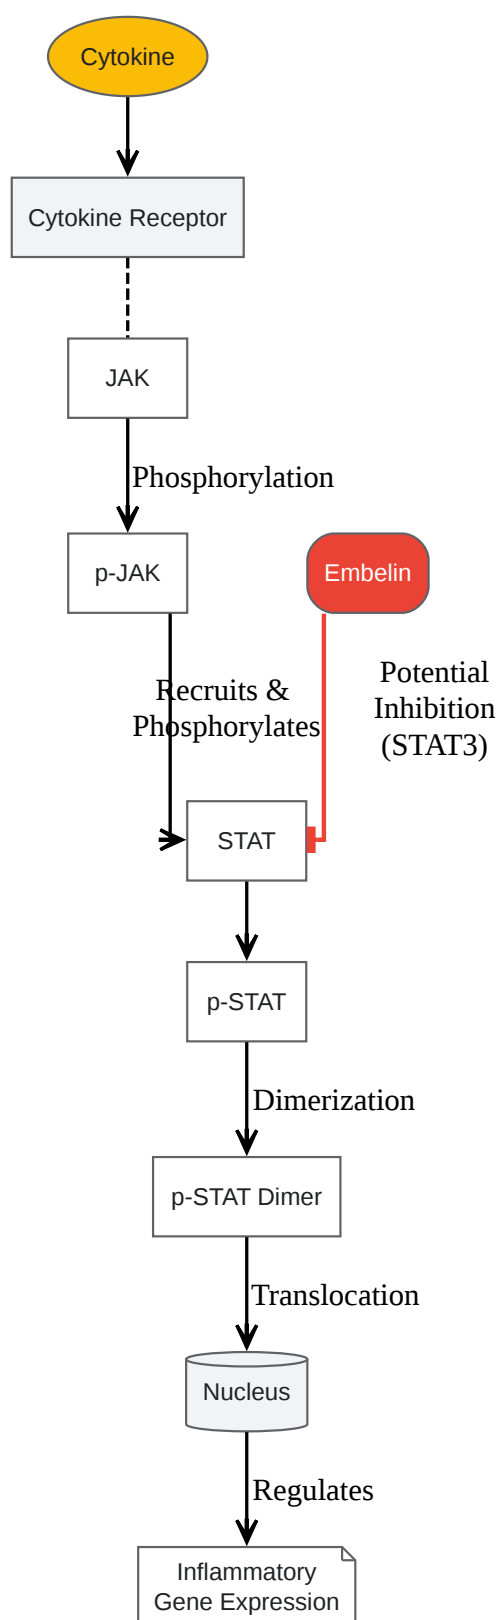 Cytokine
Cytokine Receptor
JAK
Phosphorylation
p-JAK
Embelin
Recruits &
Phosphorylates
Potential
Inhibition
(STAT3)
STAT
p-STAT
Dimerization
p-STAT Dimer
Translocation
Nucleus
Regulates
Inflammatory
Gene Expression